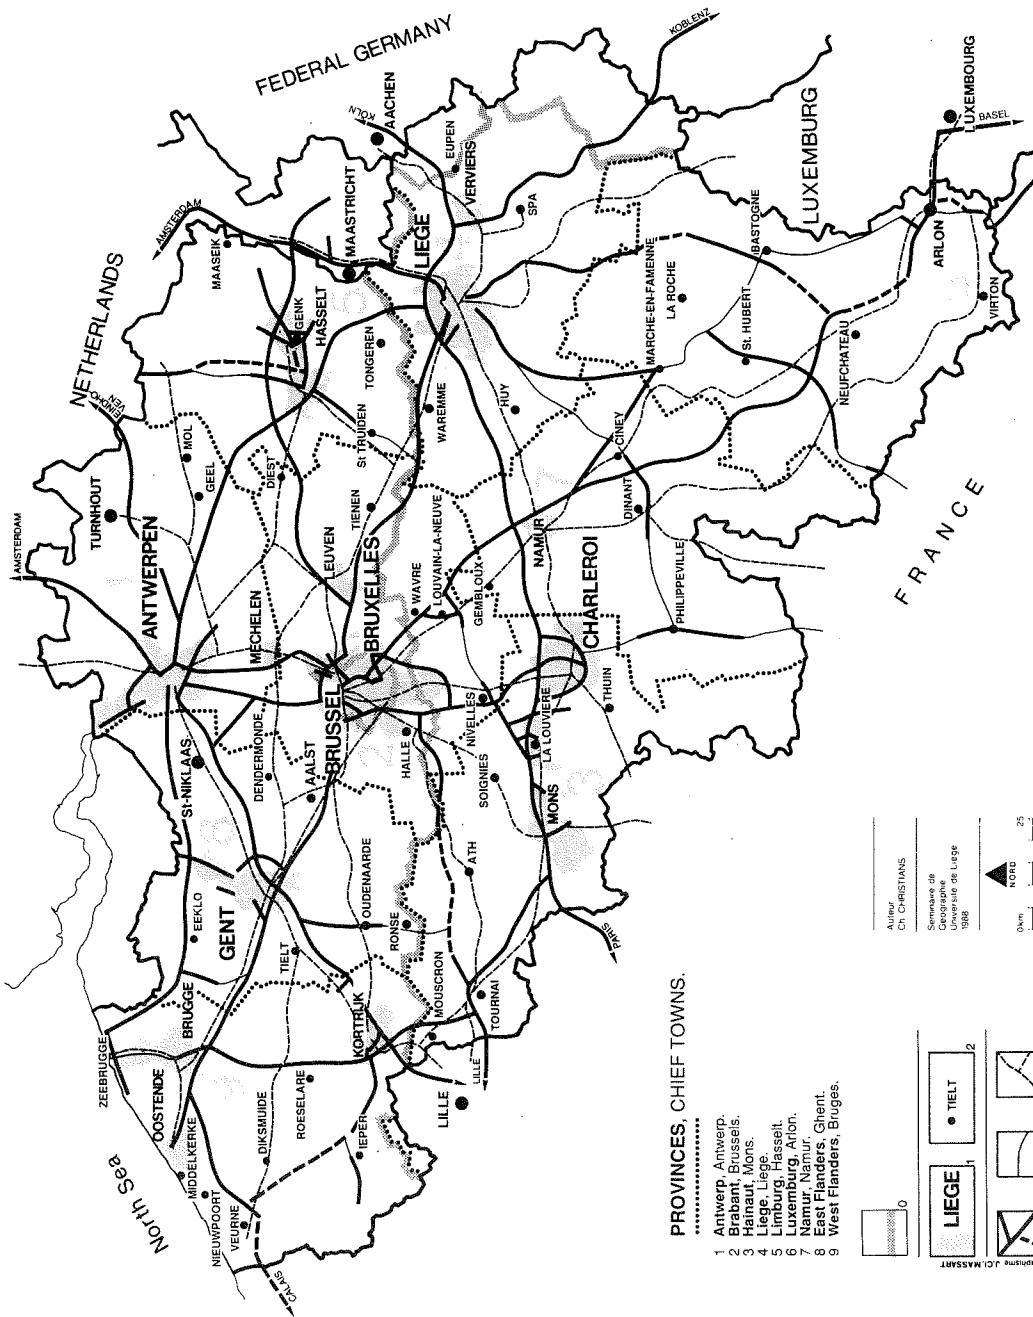 FEDERAL GERMANY
NETHERLANDS
North Sea
LUXEMBURG
FRANCE
AMSTERDAM
AMSTERDAM
EINDHO
VEN
KÖLN
KOBLENZ
BASEL
PARIS
LILLE
CALAIS
AACHEN
MAASTRICHT
LUXEMBOURG
LILLE
ZEEBRUGGE
OOSTENDE
BRUGGE
MIDDELKERKE
NIEUWPOORT
VEURNE
DIKSMUIDE
ROESELARE
IEPER
KORTRIJK
TIELT
EEKLO
GENT
OUDENAARDE
RONSE
MOUSCRON
TOURNAI
ATH
St-NIKLAAS
DENDERMONDE
AALST
BRUSSEL
BRUXELLES
HALLE
NIVELLES
SOIGNIES
LA LOUVIERE
MONS
THUIN
CHARLEROI
ANTWERPEN
TURNHOUT
MECHELEN
LEUVEN
MOL
GEEL
DIEST
TIENEN
St TRUIDEN
WAVRE
LOUVAIN-LA-NEUVE
GEMBLOUX
NAMUR
PHILIPPEVILLE
DINANT
CINEY
HUY
WAREMME
TONGEREN
HASSELT
GENK
MAASEIK
LIEGE
VERVIERS
EUPEN
SPA
MARCHE-EN-FAMENNE
LA ROCHE
BASTOGNE
St. HUBERT
NEUFCHATEAU
ARLON
VIRTON
PROVINCES, CHIEF TOWNS.
1 Antwerp, Antwerp.
2 Brabant, Brussels.
3 Hainaut, Mons.
4 Liege, Liege.
5 Limburg, Hasselt.
6 Luxemburg, Arlon.
7 Namur, Namur.
8 East Flanders, Ghent.
9 West Flanders, Bruges.
0
LIEGE 1
TIELT 2
J.Cl. MASSART
Auteur
Ch. CHRISTIANS
Seminaire de
Geographie
Universite de Liege
1988
NORD
0km 25